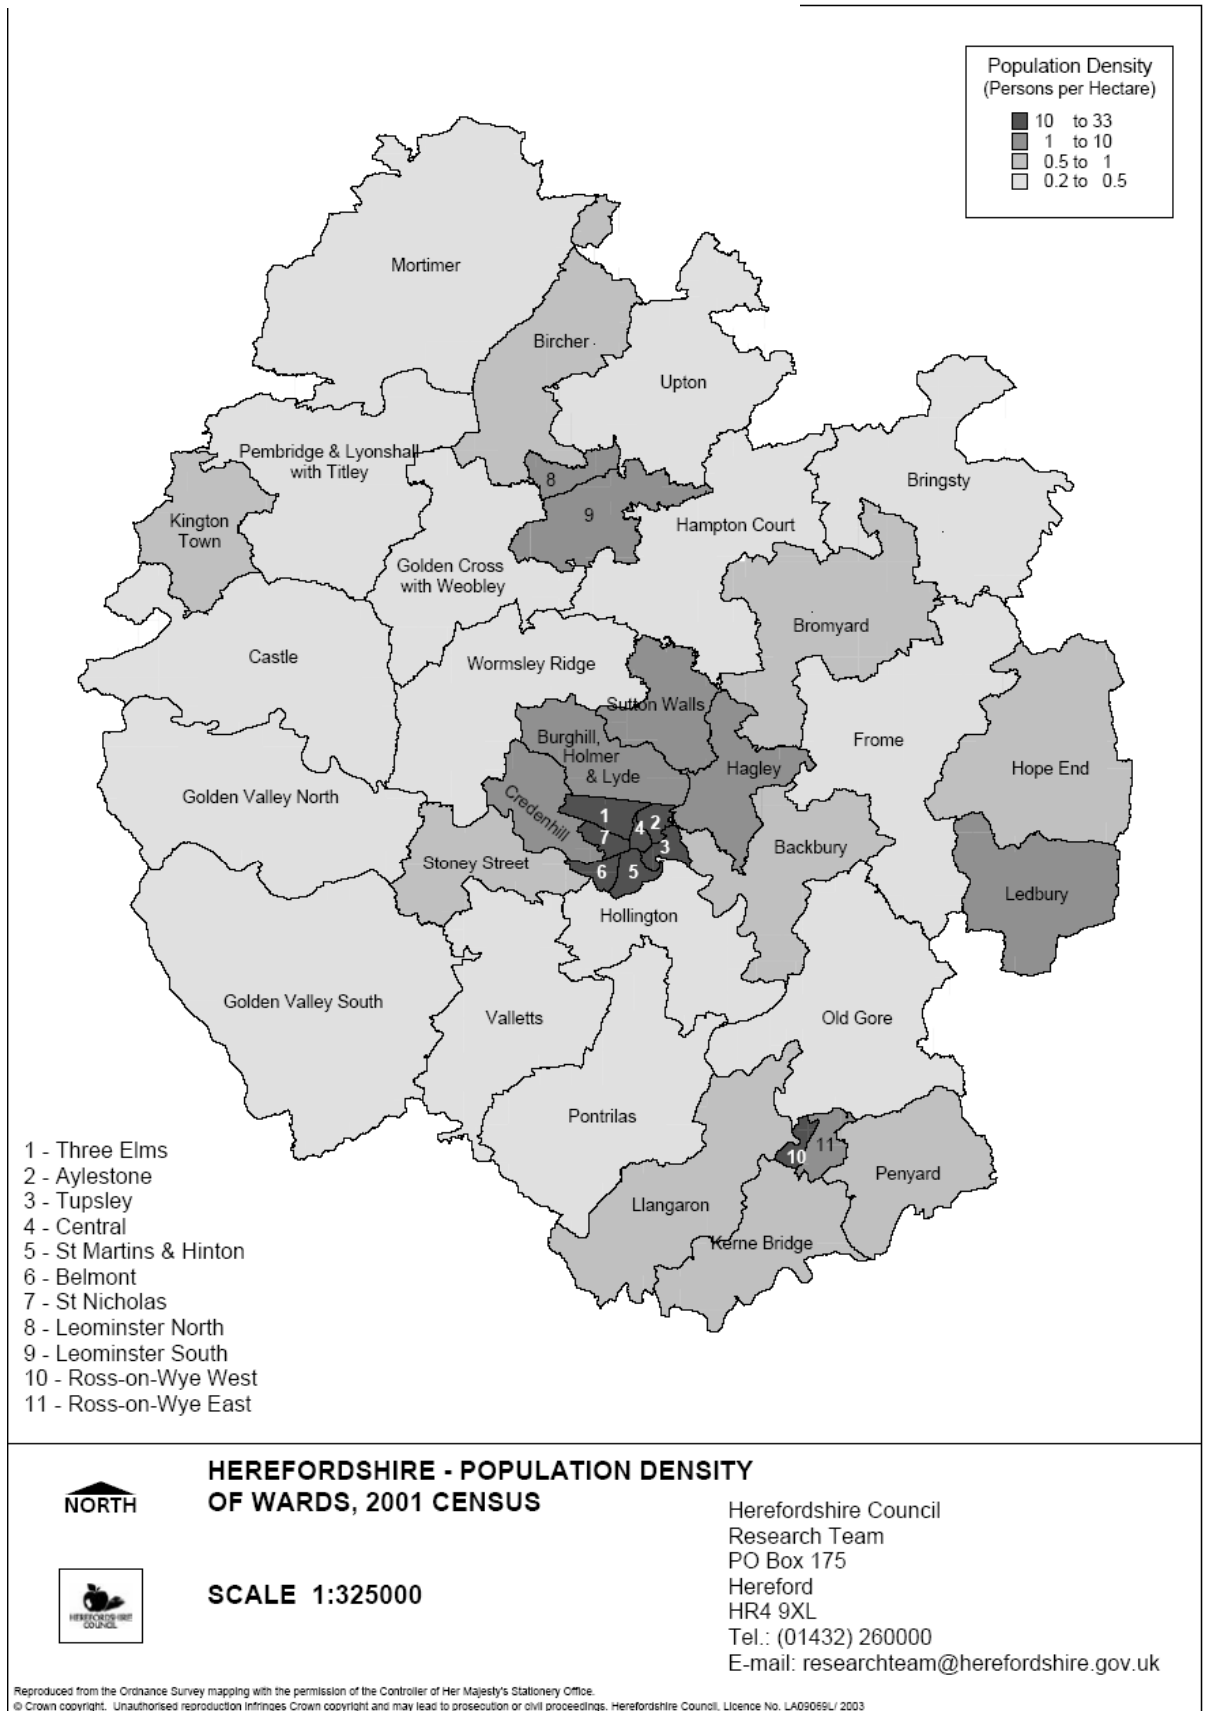 Population Density
(Persons per Hectare)
10 to 33
1 to 10
0.5 to 1
0.2 to 0.5
Mortimer
Bircher
Upton
Pembridge & Lyonshall
with Titley
Bringsty
8
Kington
Town
9
Hampton Court
Golden Cross
with Weobley
Bromyard
Castle
Wormsley Ridge
Sutton Walls
Burghill,
Holmer
& Lyde
Frome
Hagley
Hope End
Golden Valley North
Credenhill
1
2
4
7
3
Backbury
Stoney Street
6
5
Ledbury
Hollington
Golden Valley South
Valletts
Old Gore
Pontrilas
11
10
Penyard
Llangaron
Kerne Bridge
1 - Three Elms
2 - Aylestone
3 - Tupsley
4 - Central
5 - St Martins & Hinton
6 - Belmont
7 - St Nicholas
8 - Leominster North
9 - Leominster South
10 - Ross-on-Wye West
11 - Ross-on-Wye East
NORTH
HEREFORDSHIRE - POPULATION DENSITY
OF WARDS, 2001 CENSUS
SCALE 1:325000
HEREFORDSHIRE
COUNCIL
Herefordshire Council
Research Team
PO Box 175
Hereford
HR4 9XL
Tel.: (01432) 260000
E-mail: researchteam@herefordshire.gov.uk
Reproduced from the Ordnance Survey mapping with the permission of the Controller of Her Majesty's Stationery Office.
© Crown copyright. Unauthorised reproduction infringes Crown copyright and may lead to prosecution or civil proceedings. Herefordshire Council, Licence No. LA09069L/ 2003